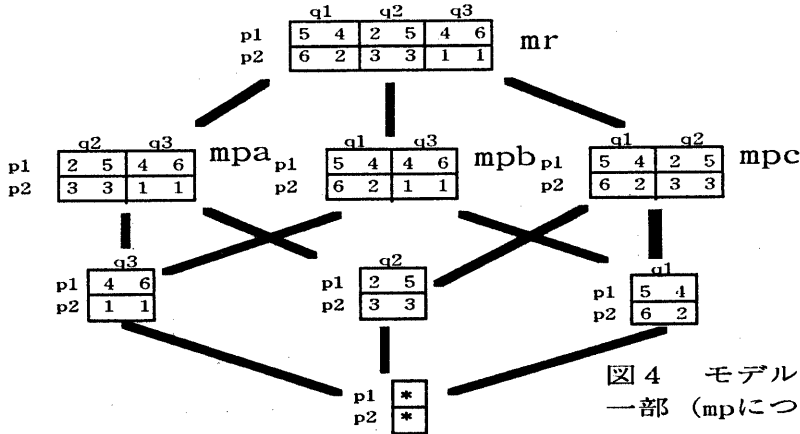 q1 q2 q3
p1 5 4 2 5 4 6 mr
p2 6 2 3 3 1 1
q2 q3
p1 2 5 4 6 mpa
p2 3 3 1 1
q1 q3
p1 5 4 4 6 mpb
p2 6 2 1 1
q1 q2
p1 5 4 2 5 mpc
p2 6 2 3 3
q3
p1 4 6
p2 1 1
q2
p1 2 5
p2 3 3
q1
p1 5 4
p2 6 2
p1 *
p2 *
図4 モデル
一部 (mpにつ